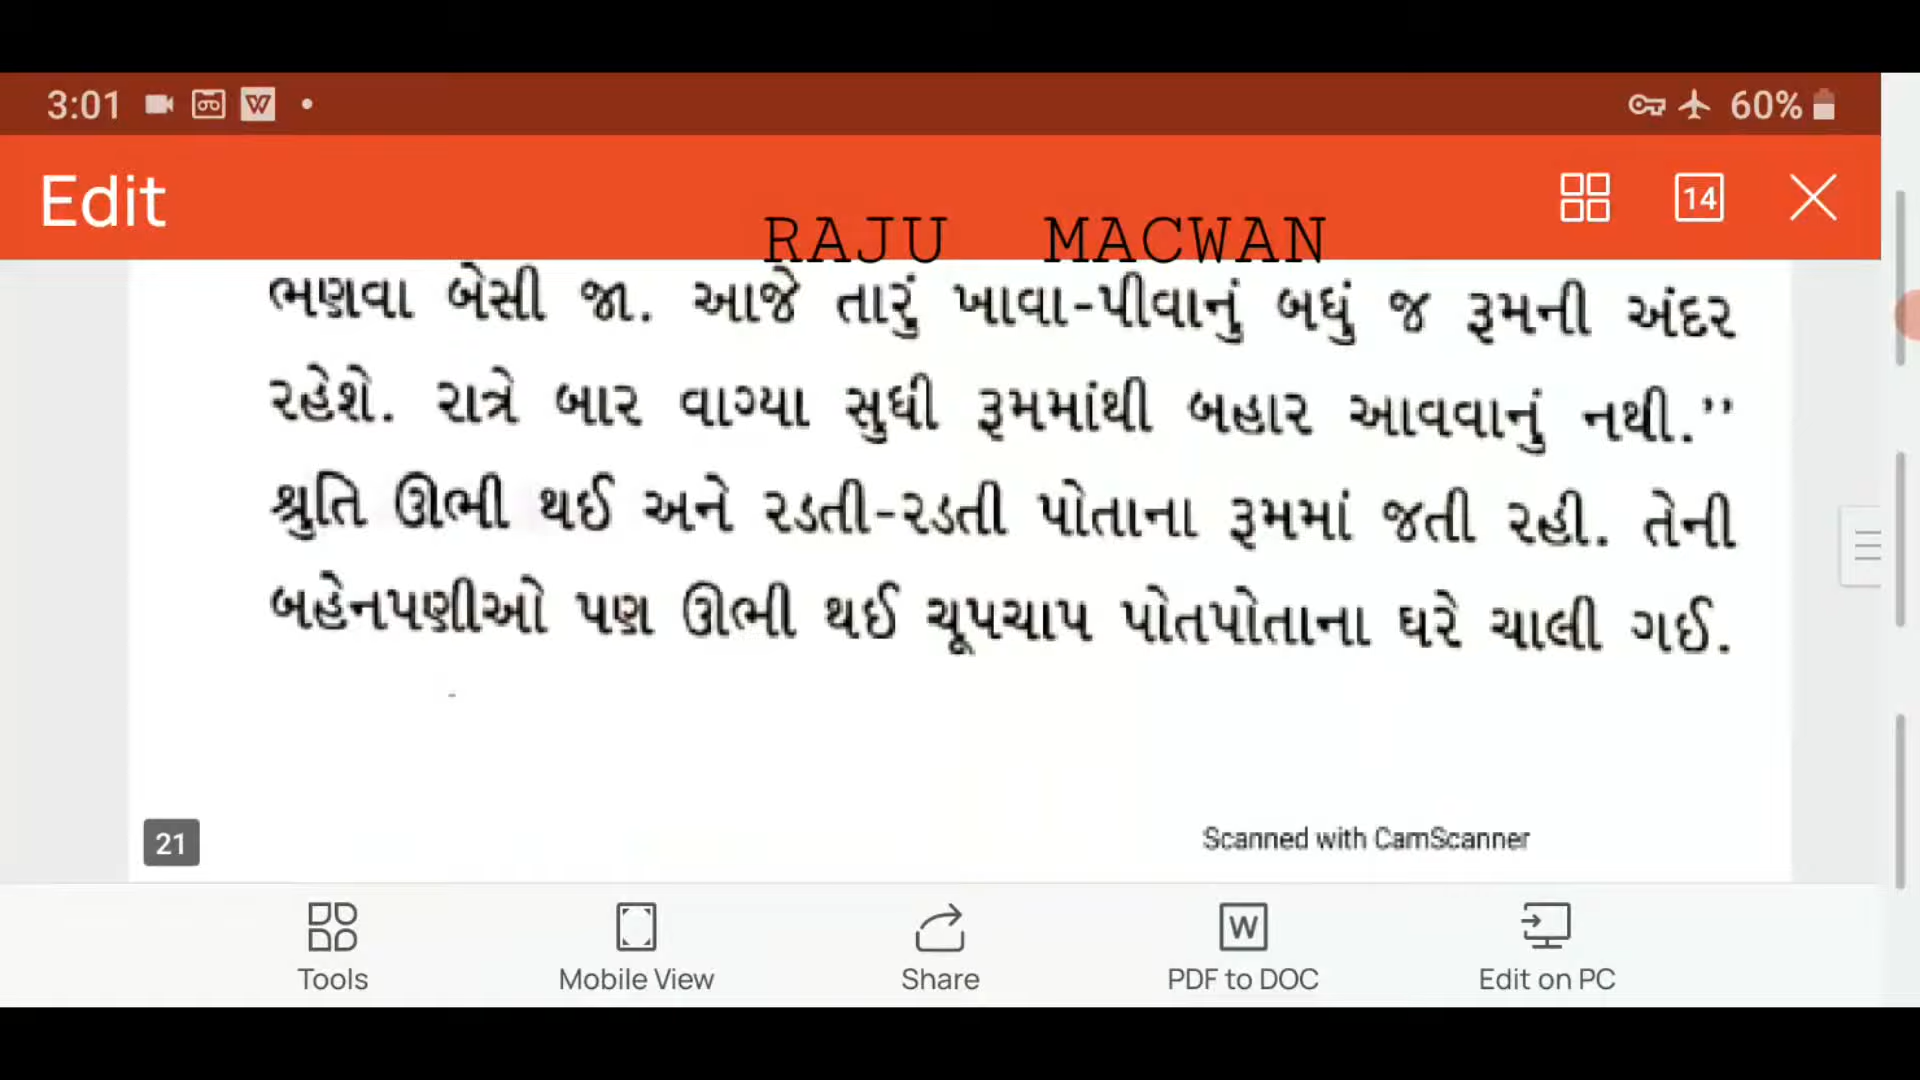 3:01
60%
Edit
14
RAJU MACWAN
ભણવા બેસી જા. આજે તારું ખાવા-પીવાનું બધું જ રૂમની અંદર
રહેશે. રાત્રે બાર વાગ્યા સુધી રૂમમાંથી બહાર આવવાનું નથી.’’
શ્રુતિ ઊભી થઈ અને રડતી-રડતી પોતાના રૂમમાં જતી રહી. તેની
બહેનપણીઓ પણ ઊભી થઈ ચૂપચાપ પોતપોતાના ઘરે ચાલી ગઈ.
21
Scanned with CamScanner
Tools
Mobile View
Share
W
PDF to DOC
Edit on PC